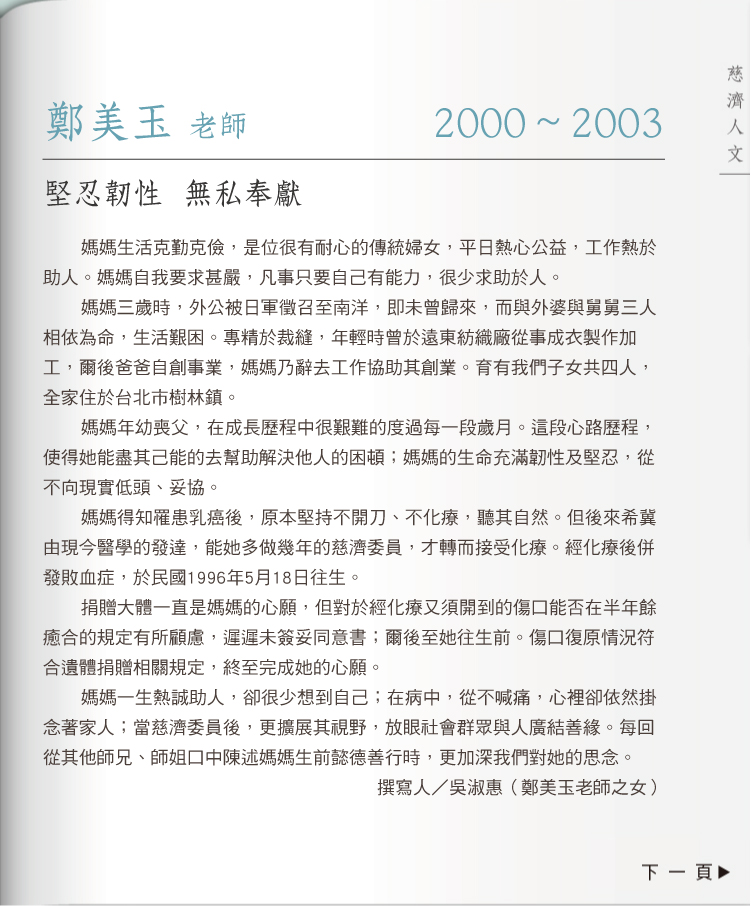 鄭美玉 老師 2000～2003
慈濟人文
堅忍韌性 無私奉獻
媽媽生活克勤克儉，是位很有耐心的傳統婦女，平日熱心公益，工作熱於
助人。媽媽自我要求甚嚴，凡事只要自己有能力，很少求助於人。
媽媽三歲時，外公被日軍徵召至南洋，即未曾歸來，而與外婆與舅舅三人
相依為命，生活艱困。專精於裁縫，年輕時曾於遠東紡織廠從事成衣製作加
工，爾後爸爸自創事業，媽媽乃辭去工作協助其創業。育有我們子女共四人，
全家住於台北市樹林鎮。
媽媽年幼喪父，在成長歷程中很艱難的度過每一段歲月。這段心路歷程，
使得她能盡其己能的去幫助解決他人的困頓；媽媽的生命充滿韌性及堅忍，從
不向現實低頭、妥協。
媽媽得知罹患乳癌後，原本堅持不開刀、不化療，聽其自然。但後來希冀
由現今醫學的發達，能她多做幾年的慈濟委員，才轉而接受化療。經化療後併
發敗血症，於民國1996年5月18日往生。
捐贈大體一直是媽媽的心願，但對於經化療又須開到的傷口能否在半年餘
癒合的規定有所顧慮，遲遲未簽妥同意書；爾後至她往生前。傷口復原情況符
合遺體捐贈相關規定，終至完成她的心願。
媽媽一生熱誠助人，卻很少想到自己；在病中，從不喊痛，心裡卻依然掛
念著家人；當慈濟委員後，更擴展其視野，放眼社會群眾與人廣結善緣。每回
從其他師兄、師姐口中陳述媽媽生前懿德善行時，更加深我們對她的思念。
撰寫人／吳淑惠（鄭美玉老師之女）
下一頁▶